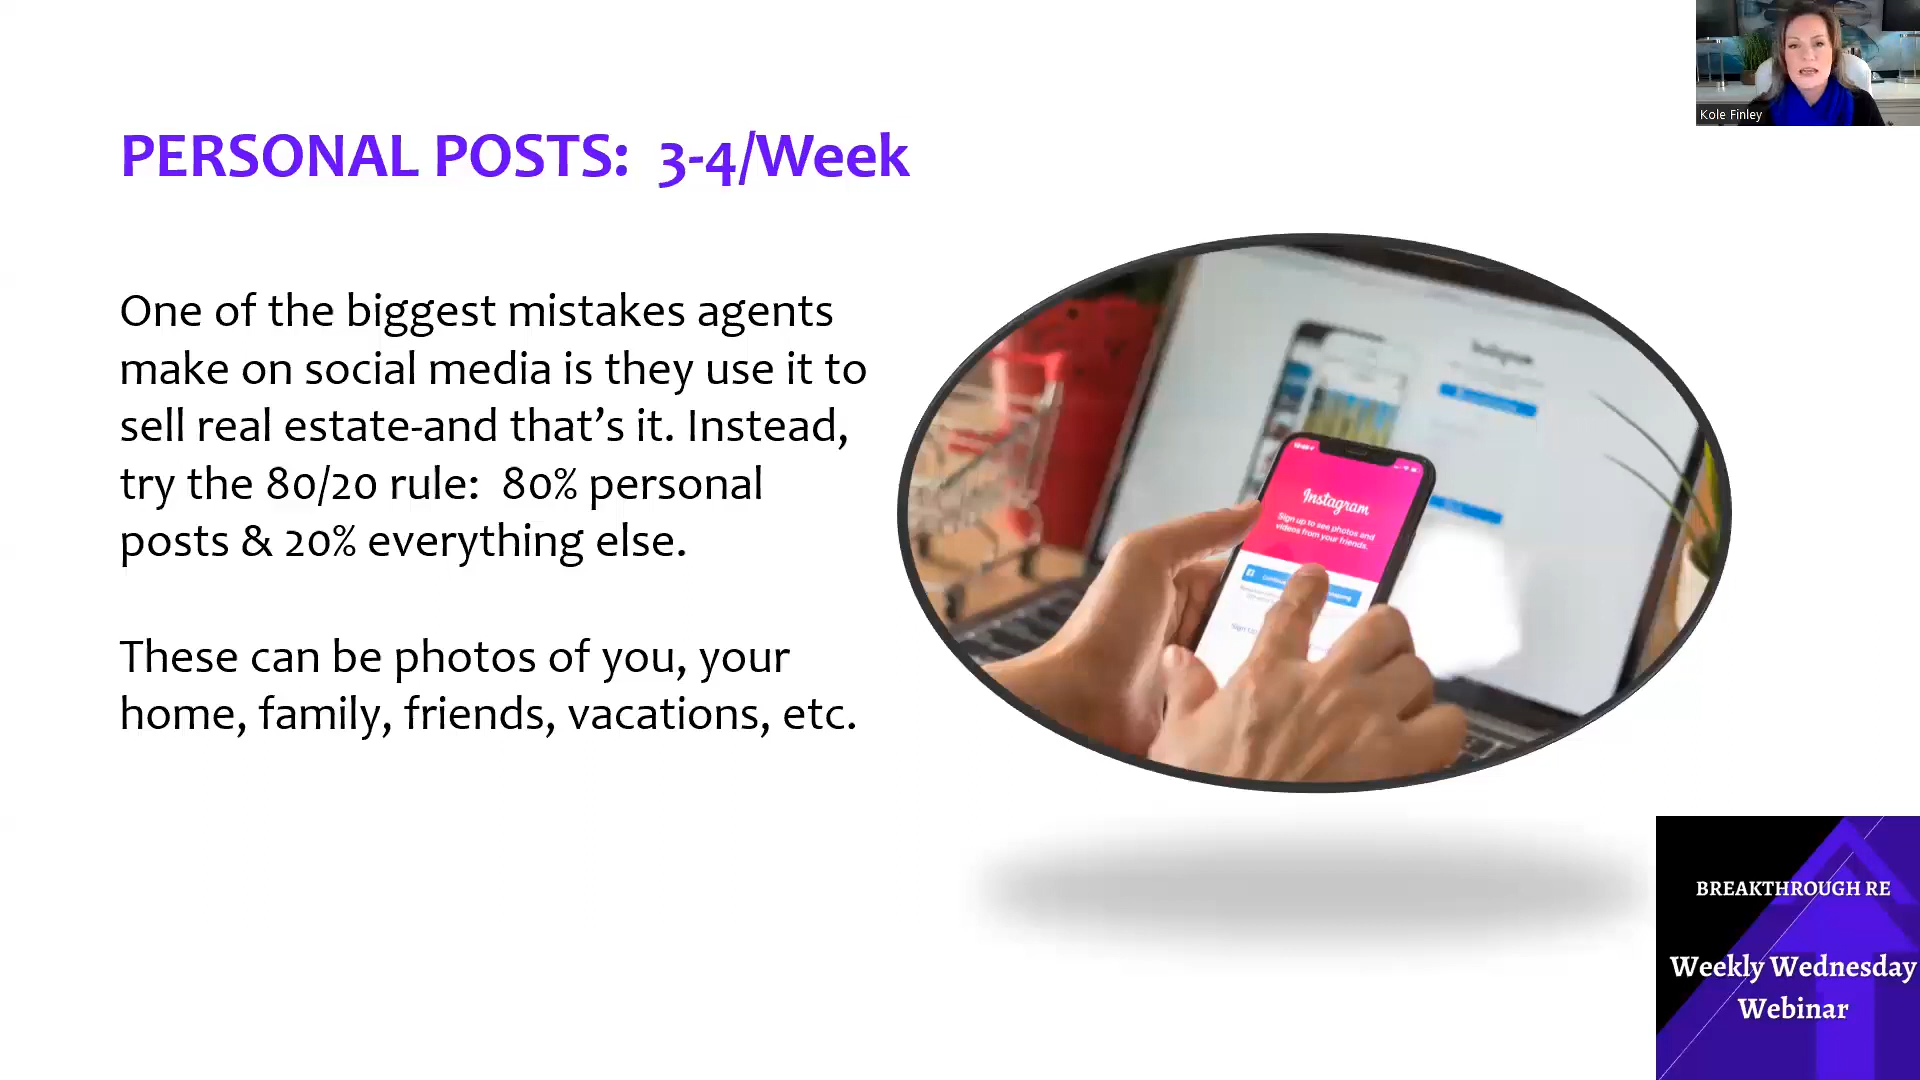 Kole Finley
PERSONAL POSTS:  3-4/Week
One of the biggest mistakes agents
make on social media is they use it to
sell real estate-and that’s it. Instead,
try the 80/20 rule:  80% personal
posts & 20% everything else.
These can be photos of you, your
home, family, friends, vacations, etc.
Instagram
Instagram
Sign up to see photos and
videos from your friends.
BREAKTHROUGH RE
Weekly Wednesday
Webinar